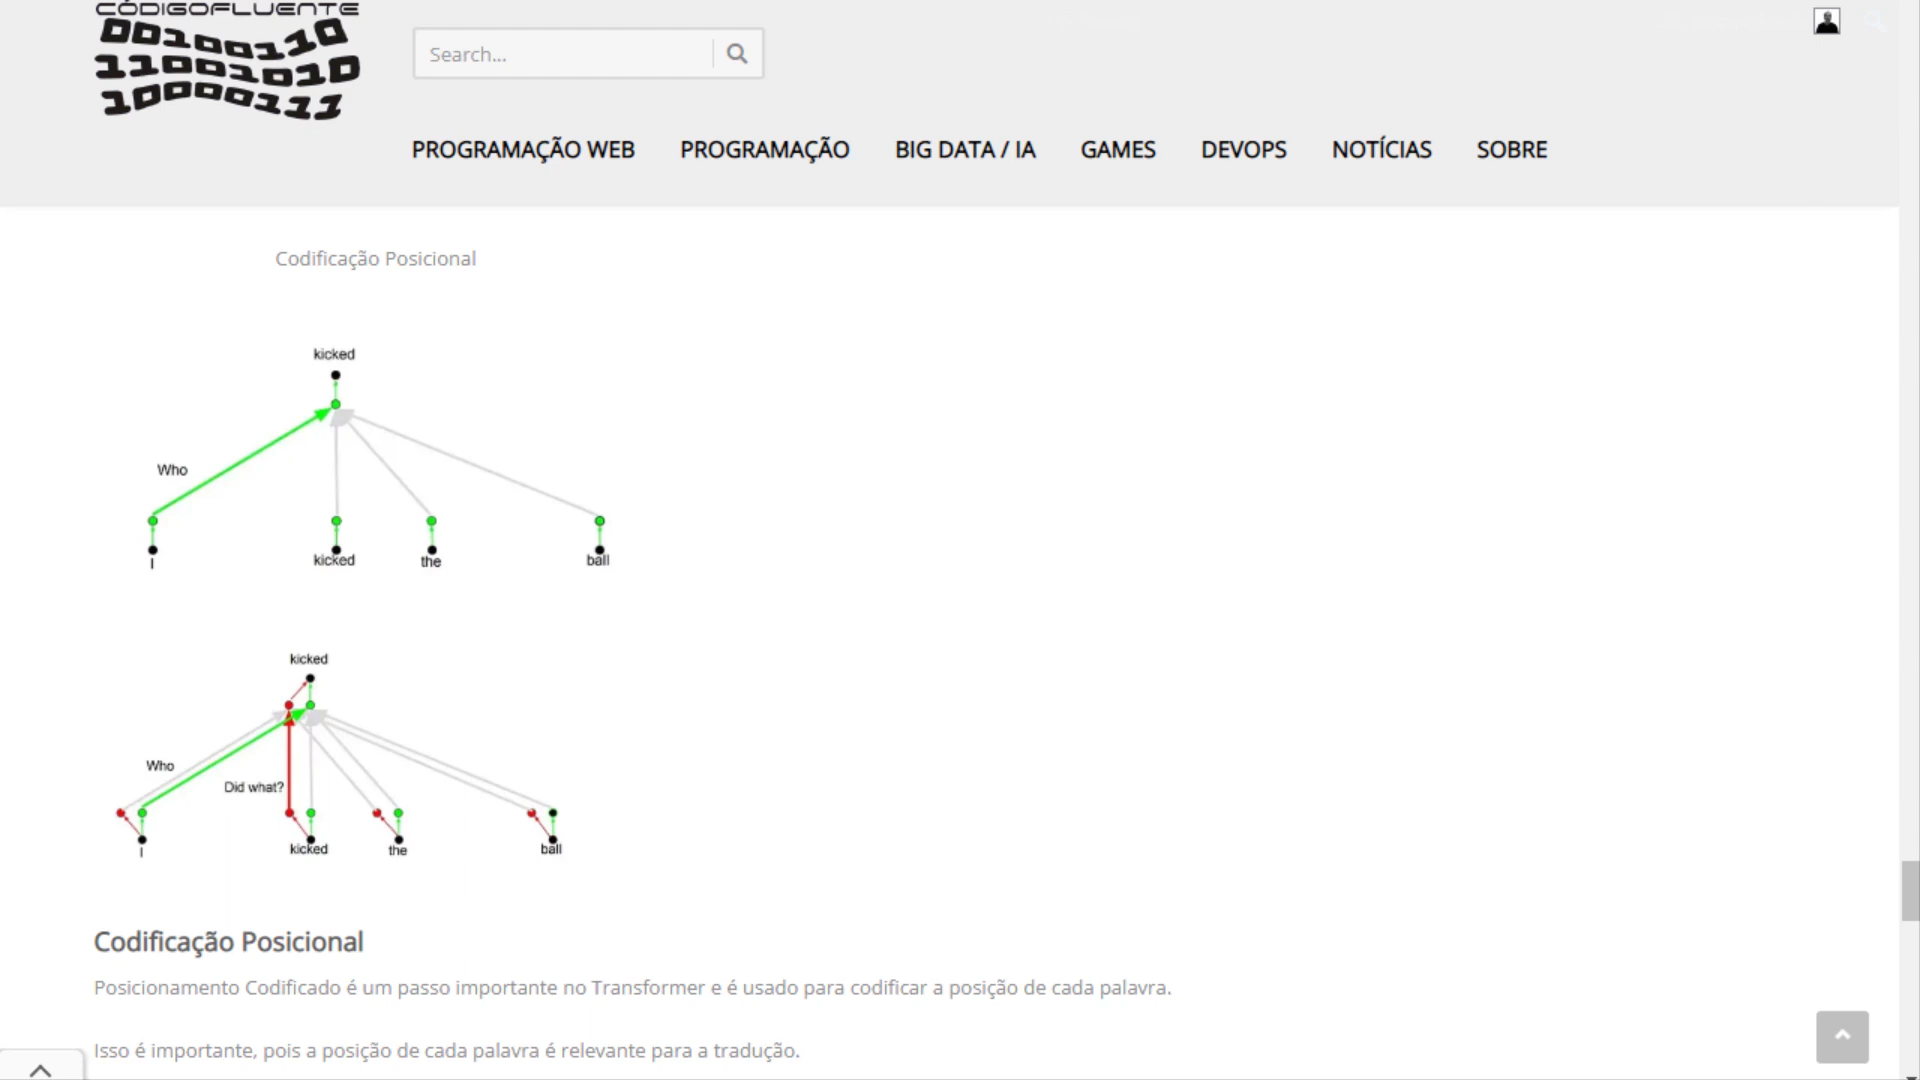 CÓDIGOFLUENTE
00100110
11001010
10000111
Search...
PROGRAMAÇÃO WEB PROGRAMAÇÃO BIG DATA / IA GAMES DEVOPS NOTÍCIAS SOBRE
Codificação Posicional
kicked
Who
I kicked the ball
kicked
Who
Did what?
I kicked the ball
Codificação Posicional
Posicionamento Codificado é um passo importante no Transformer e é usado para codificar a posição de cada palavra.
Isso é importante, pois a posição de cada palavra é relevante para a tradução.